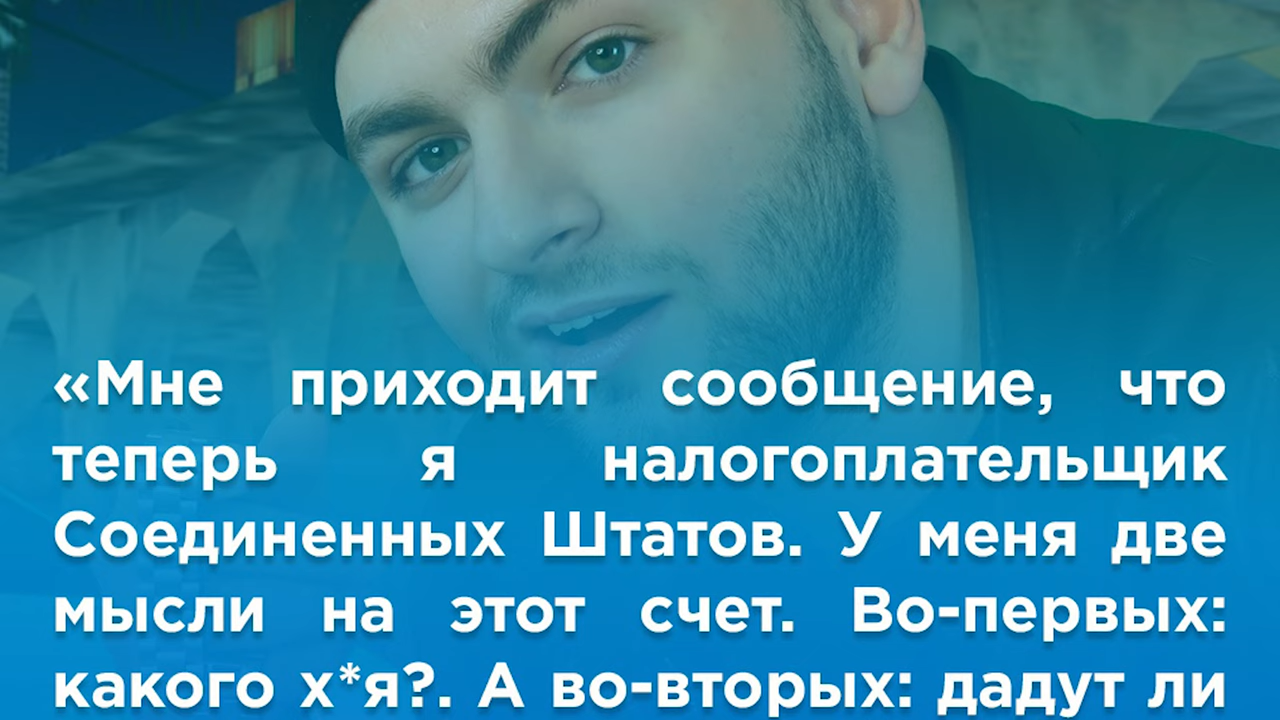 «Мне приходит сообщение, что
теперь я налогоплательщик
Соединенных Штатов. У меня две
мысли на этот счет. Во-первых:
какого х*я?. А во-вторых: дадут ли